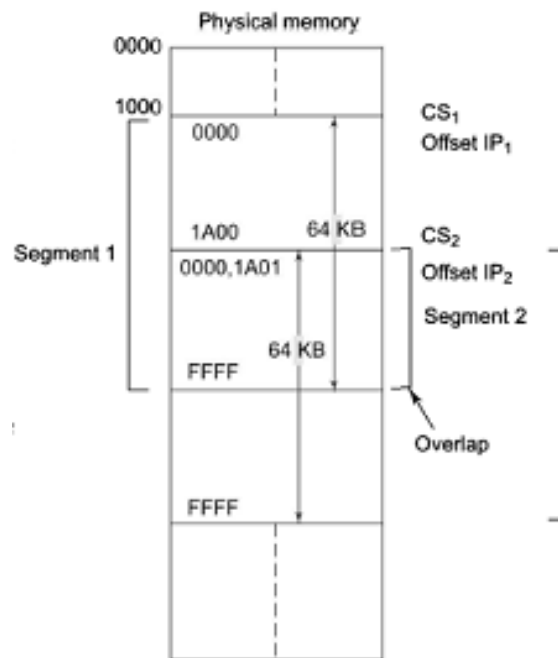 Physical memory
0000
1000
CS₁
0000
Offset IP₁
1A00
64 KB
CS₂
Segment 1
0000,1A01
Offset IP₂
Segment 2
64 KB
FFFF
Overlap
FFFF